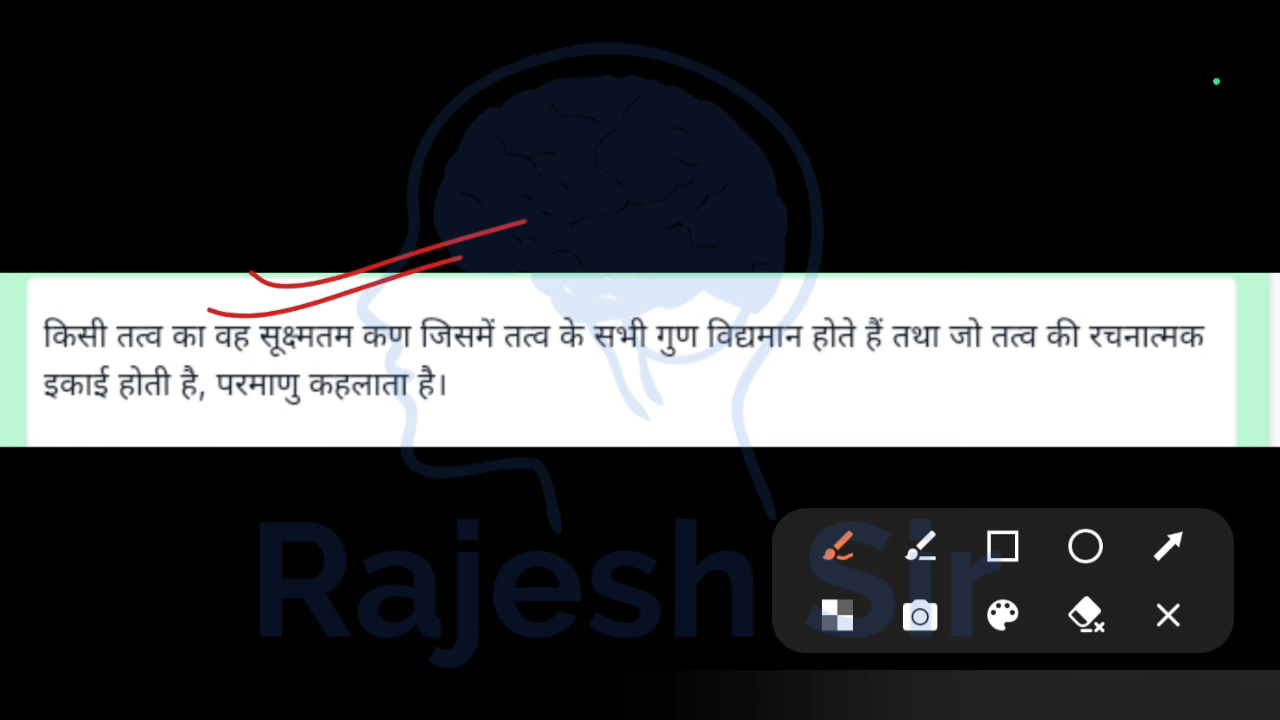 किसी तत्व का वह सूक्ष्मतम कण जिसमें तत्व के सभी गुण विद्यमान होते हैं तथा जो तत्व की रचनात्मक
इकाई होती है, परमाणु कहलाता है।
Rajesh Sir